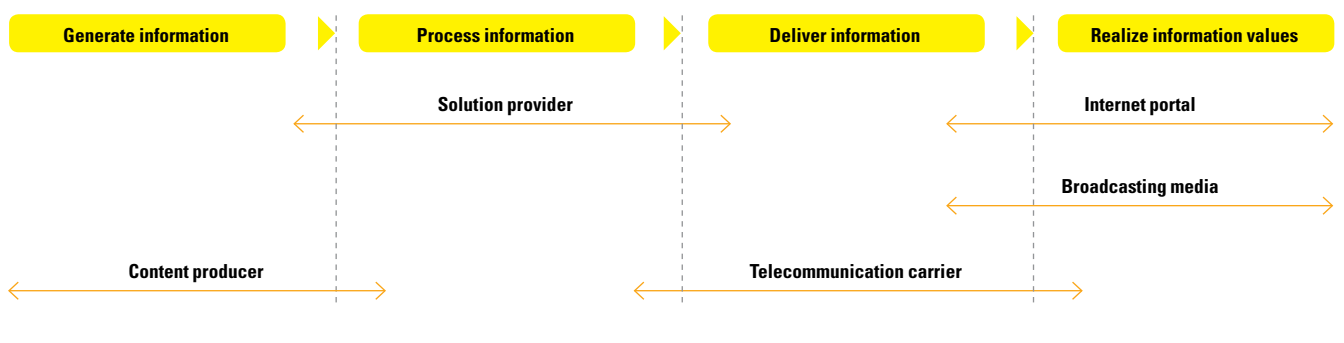 Generate information
Process information
Deliver information
Realize information values
Solution provider
Internet portal
Broadcasting media
Content producer
Telecommunication carrier